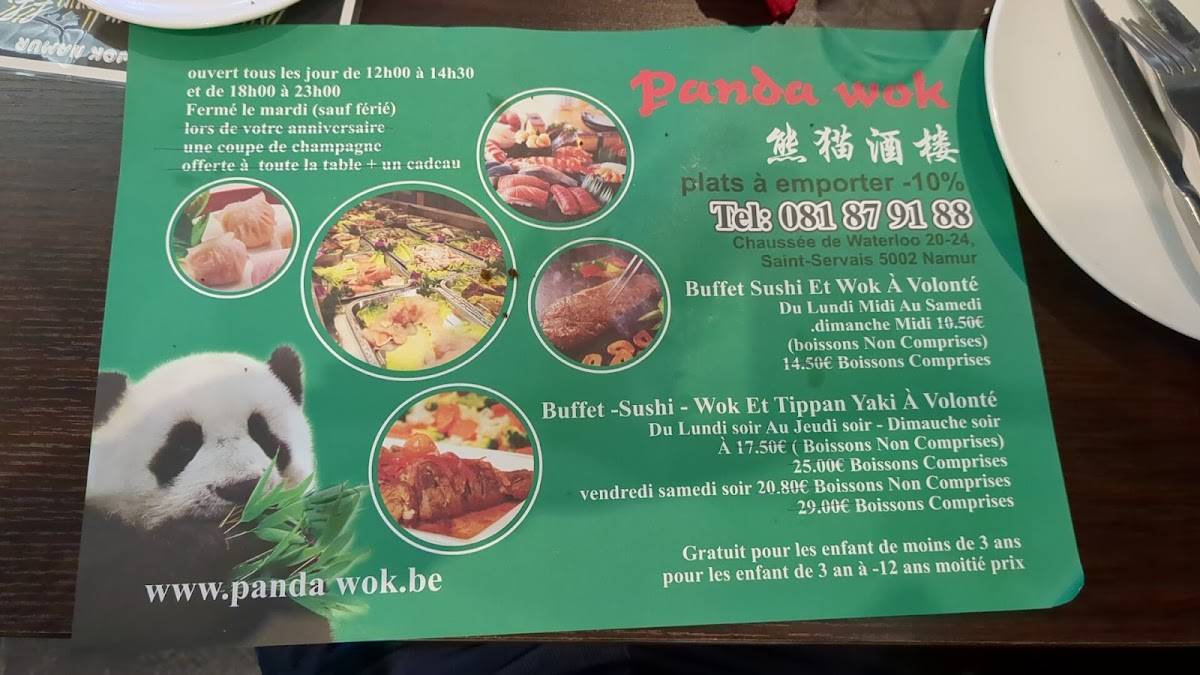 OK NAMUR
ouvert tous les jour de 12h00 à 14h30
et de 18h00 à 23h00
Fermé le mardi (sauf férié)
lors de votre anniversaire
une coupe de champagne
offerte à toute la table + un cadeau
Panda wok
熊猫酒楼
plats à emporter -10%
Tel: 081 87 91 88
Chaussée de Waterloo 20-24,
Saint-Servais 5002 Namur
Buffet Sushi Et Wok À Volonté
Du Lundi Midi Au Samedi
.dimanche Midi 10.50€
(boissons Non Comprises)
14.50€ Boissons Comprises
Buffet -Sushi - Wok Et Tippan Yaki À Volonté
Du Lundi soir Au Jeudi soir - Dimanche soir
À 17.50€ ( Boissons Non Comprises)
25.00€ Boissons Comprises
vendredi samedi soir 20.80€ Boissons Non Comprises
29.00€ Boissons Comprises
Gratuit pour les enfant de moins de 3 ans
pour les enfant de 3 an à -12 ans moitié prix
www.panda wok.be